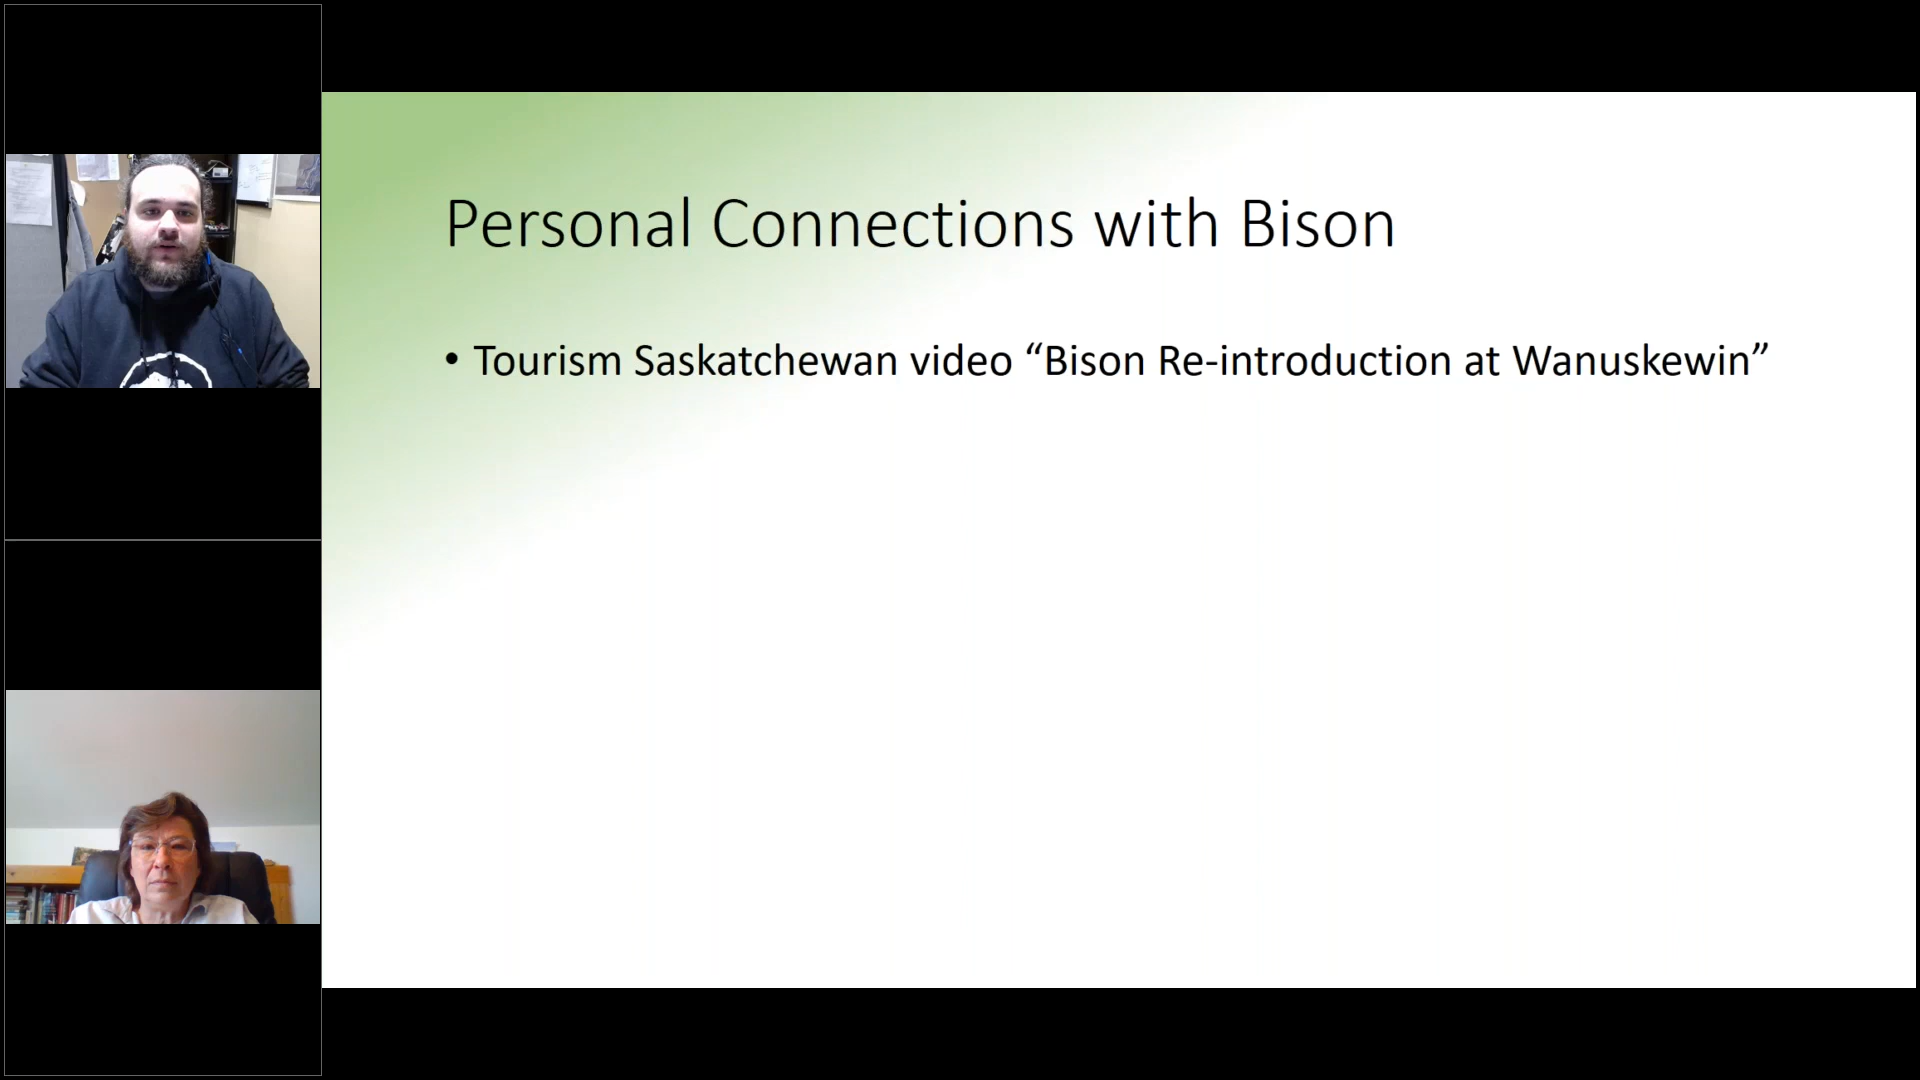 Personal Connections with Bison
• Tourism Saskatchewan video “Bison Re-introduction at Wanuskewin”